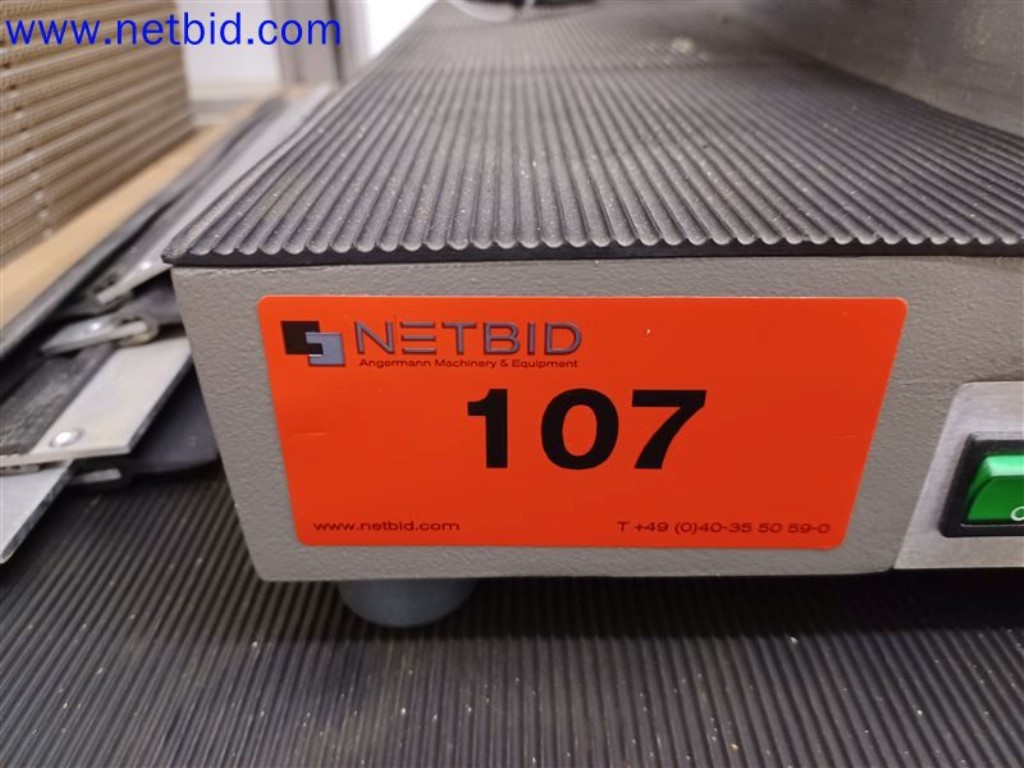 www.netbid.com
NETBID
Angermann Machinery & Equipment
107
www.netbid.com
T +49 (0)40-35 50 59-0